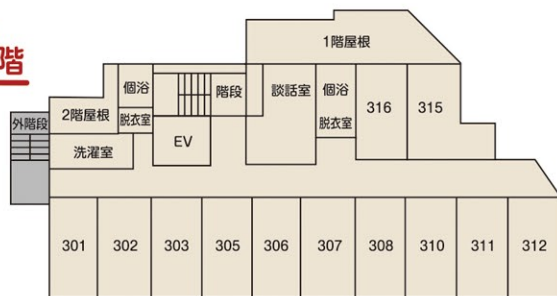 階
1階屋根
個浴
階段
談話室
個浴
316
315
2階屋根
脱衣室
脱衣室
外階段
洗濯室
EV
301
302
303
305
306
307
308
310
311
312